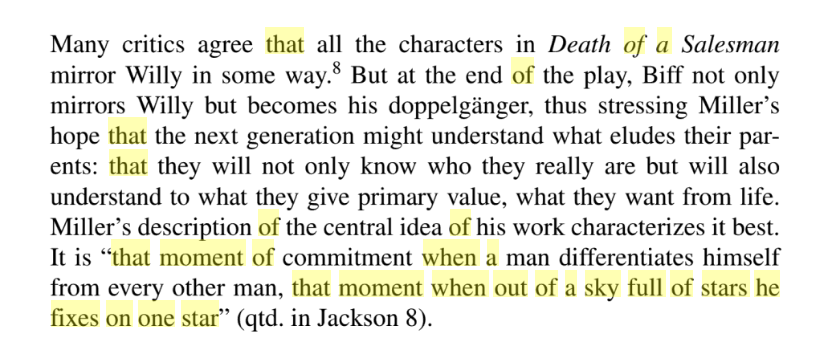 Many critics agree that all the characters in Death of a Salesman
mirror Willy in some way.8 But at the end of the play, Biff not only
mirrors Willy but becomes his doppelgänger, thus stressing Miller's
hope that the next generation might understand what eludes their par-
ents: that they will not only know who they really are but will also
understand to what they give primary value, what they want from life.
Miller's description of the central idea of his work characterizes it best.
It is “that moment of commitment when a man differentiates himself
from every other man, that moment when out of a sky full of stars he
fixes on one star” (qtd. in Jackson 8).